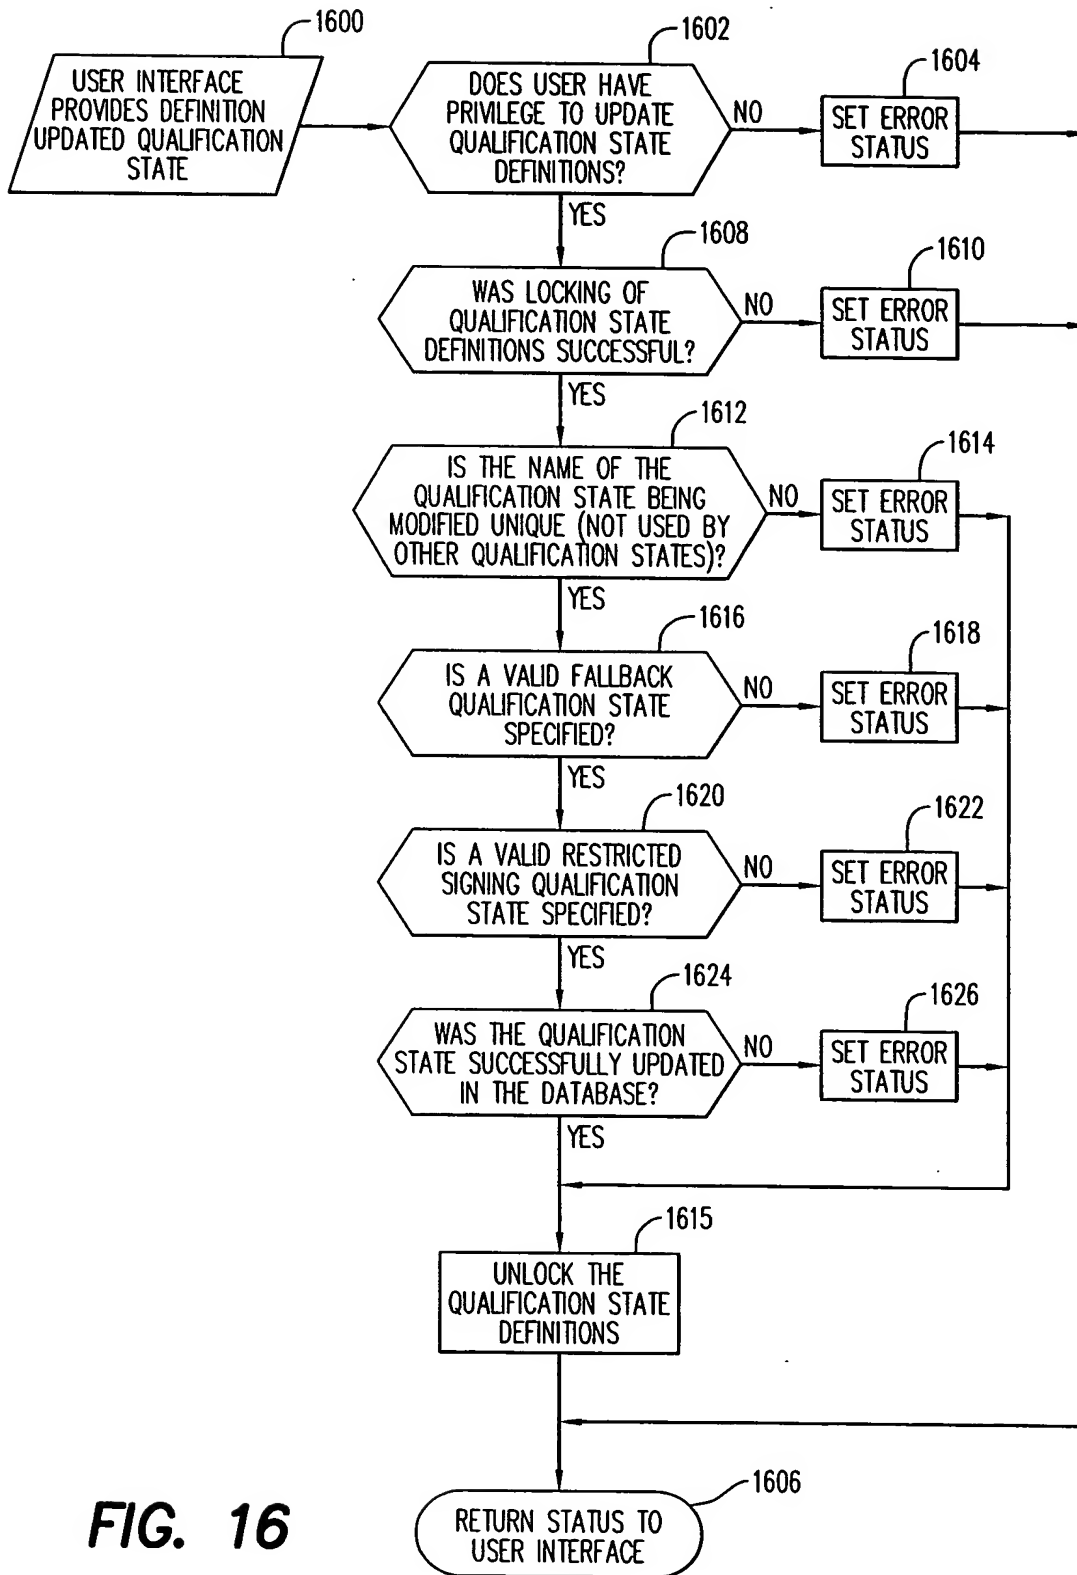 1600
USER INTERFACE
PROVIDES DEFINITION
UPDATED QUALIFICATION
STATE
1602
DOES USER HAVE
PRIVILEGE TO UPDATE
QUALIFICATION STATE
DEFINITIONS?
NO
1604
SET ERROR
STATUS
YES
1608
WAS LOCKING OF
QUALIFICATION STATE
DEFINITIONS SUCCESSFUL?
NO
1610
SET ERROR
STATUS
YES
1612
IS THE NAME OF THE
QUALIFICATION STATE BEING
MODIFIED UNIQUE (NOT USED BY
OTHER QUALIFICATION STATES)?
NO
1614
SET ERROR
STATUS
YES
1616
IS A VALID FALLBACK
QUALIFICATION STATE
SPECIFIED?
NO
1618
SET ERROR
STATUS
YES
1620
IS A VALID RESTRICTED
SIGNING QUALIFICATION
STATE SPECIFIED?
NO
1622
SET ERROR
STATUS
YES
1624
WAS THE QUALIFICATION
STATE SUCCESSFULLY UPDATED
IN THE DATABASE?
NO
1626
SET ERROR
STATUS
YES
1615
UNLOCK THE
QUALIFICATION STATE
DEFINITIONS
1606
RETURN STATUS TO
USER INTERFACE
FIG. 16